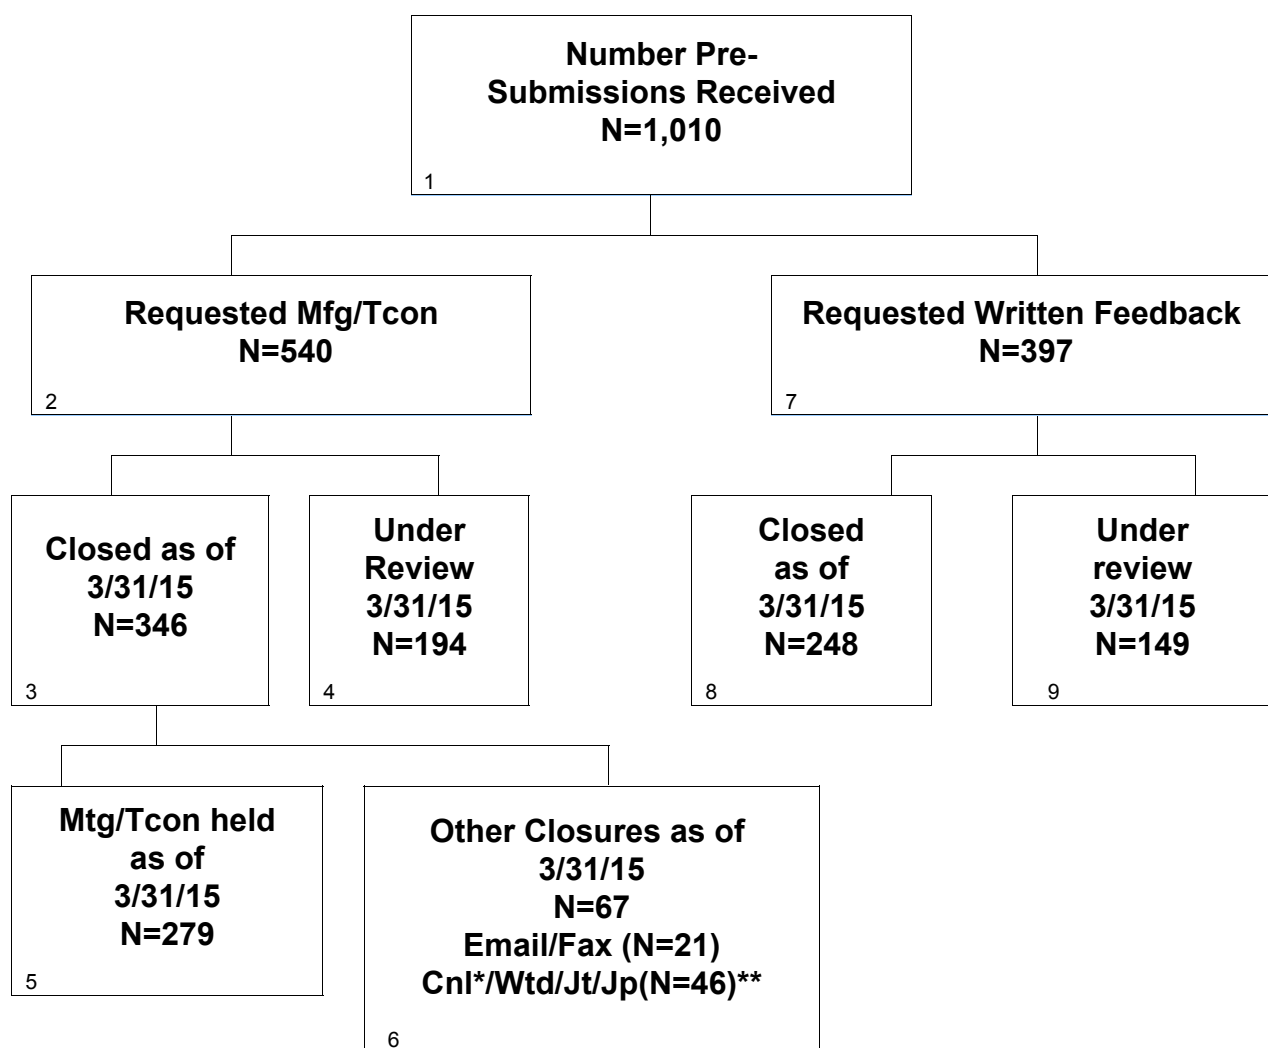 Number Pre-
Submissions Received
N=1,010
1
Requested Mfg/Tcon
N=540
2
Requested Written Feedback
N=397
7
Closed as of
3/31/15
N=346
3
Under
Review
3/31/15
N=194
4
Closed
as of
3/31/15
N=248
8
Under
review
3/31/15
N=149
9
Mtg/Tcon held
as of
3/31/15
N=279
5
Other Closures as of
3/31/15
N=67
Email/Fax (N=21)
Cnl*/Wtd/Jt/Jp(N=46)**
6